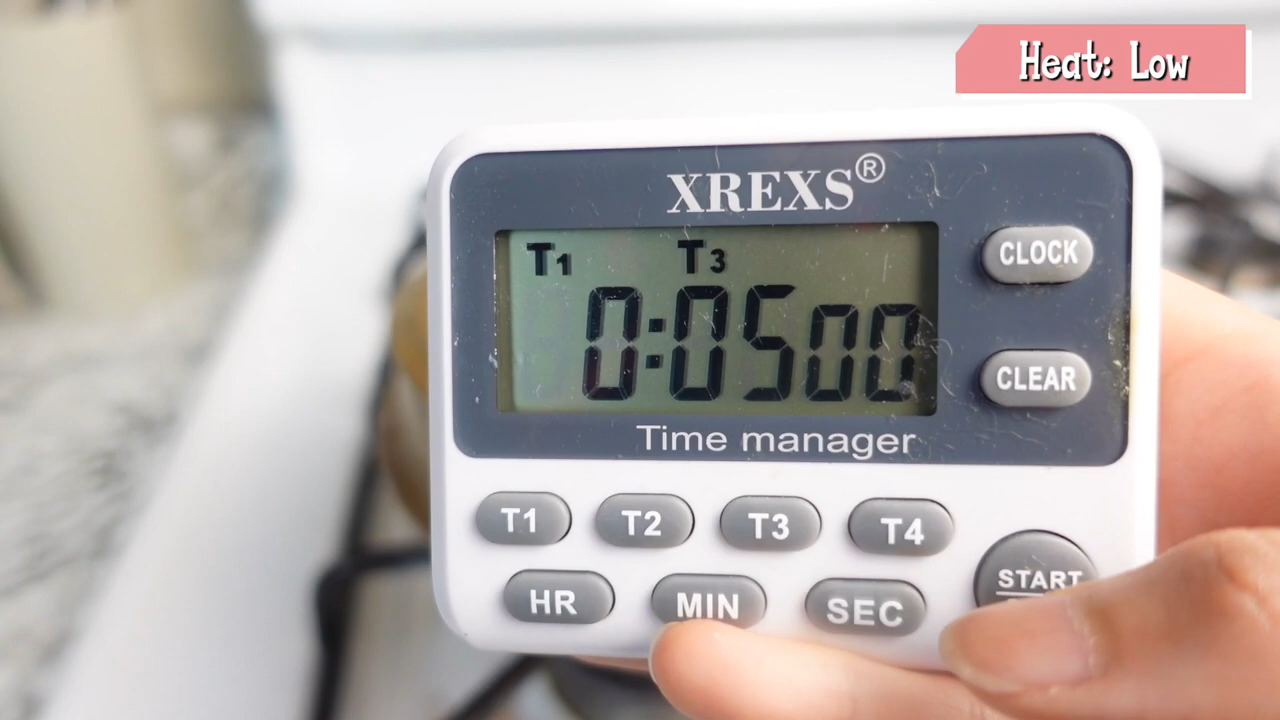 Heat: Low
XREXS®
T1 T3
0:0500
Time manager
CLOCK
CLEAR
T1 T2 T3 T4
HR MIN SEC
START